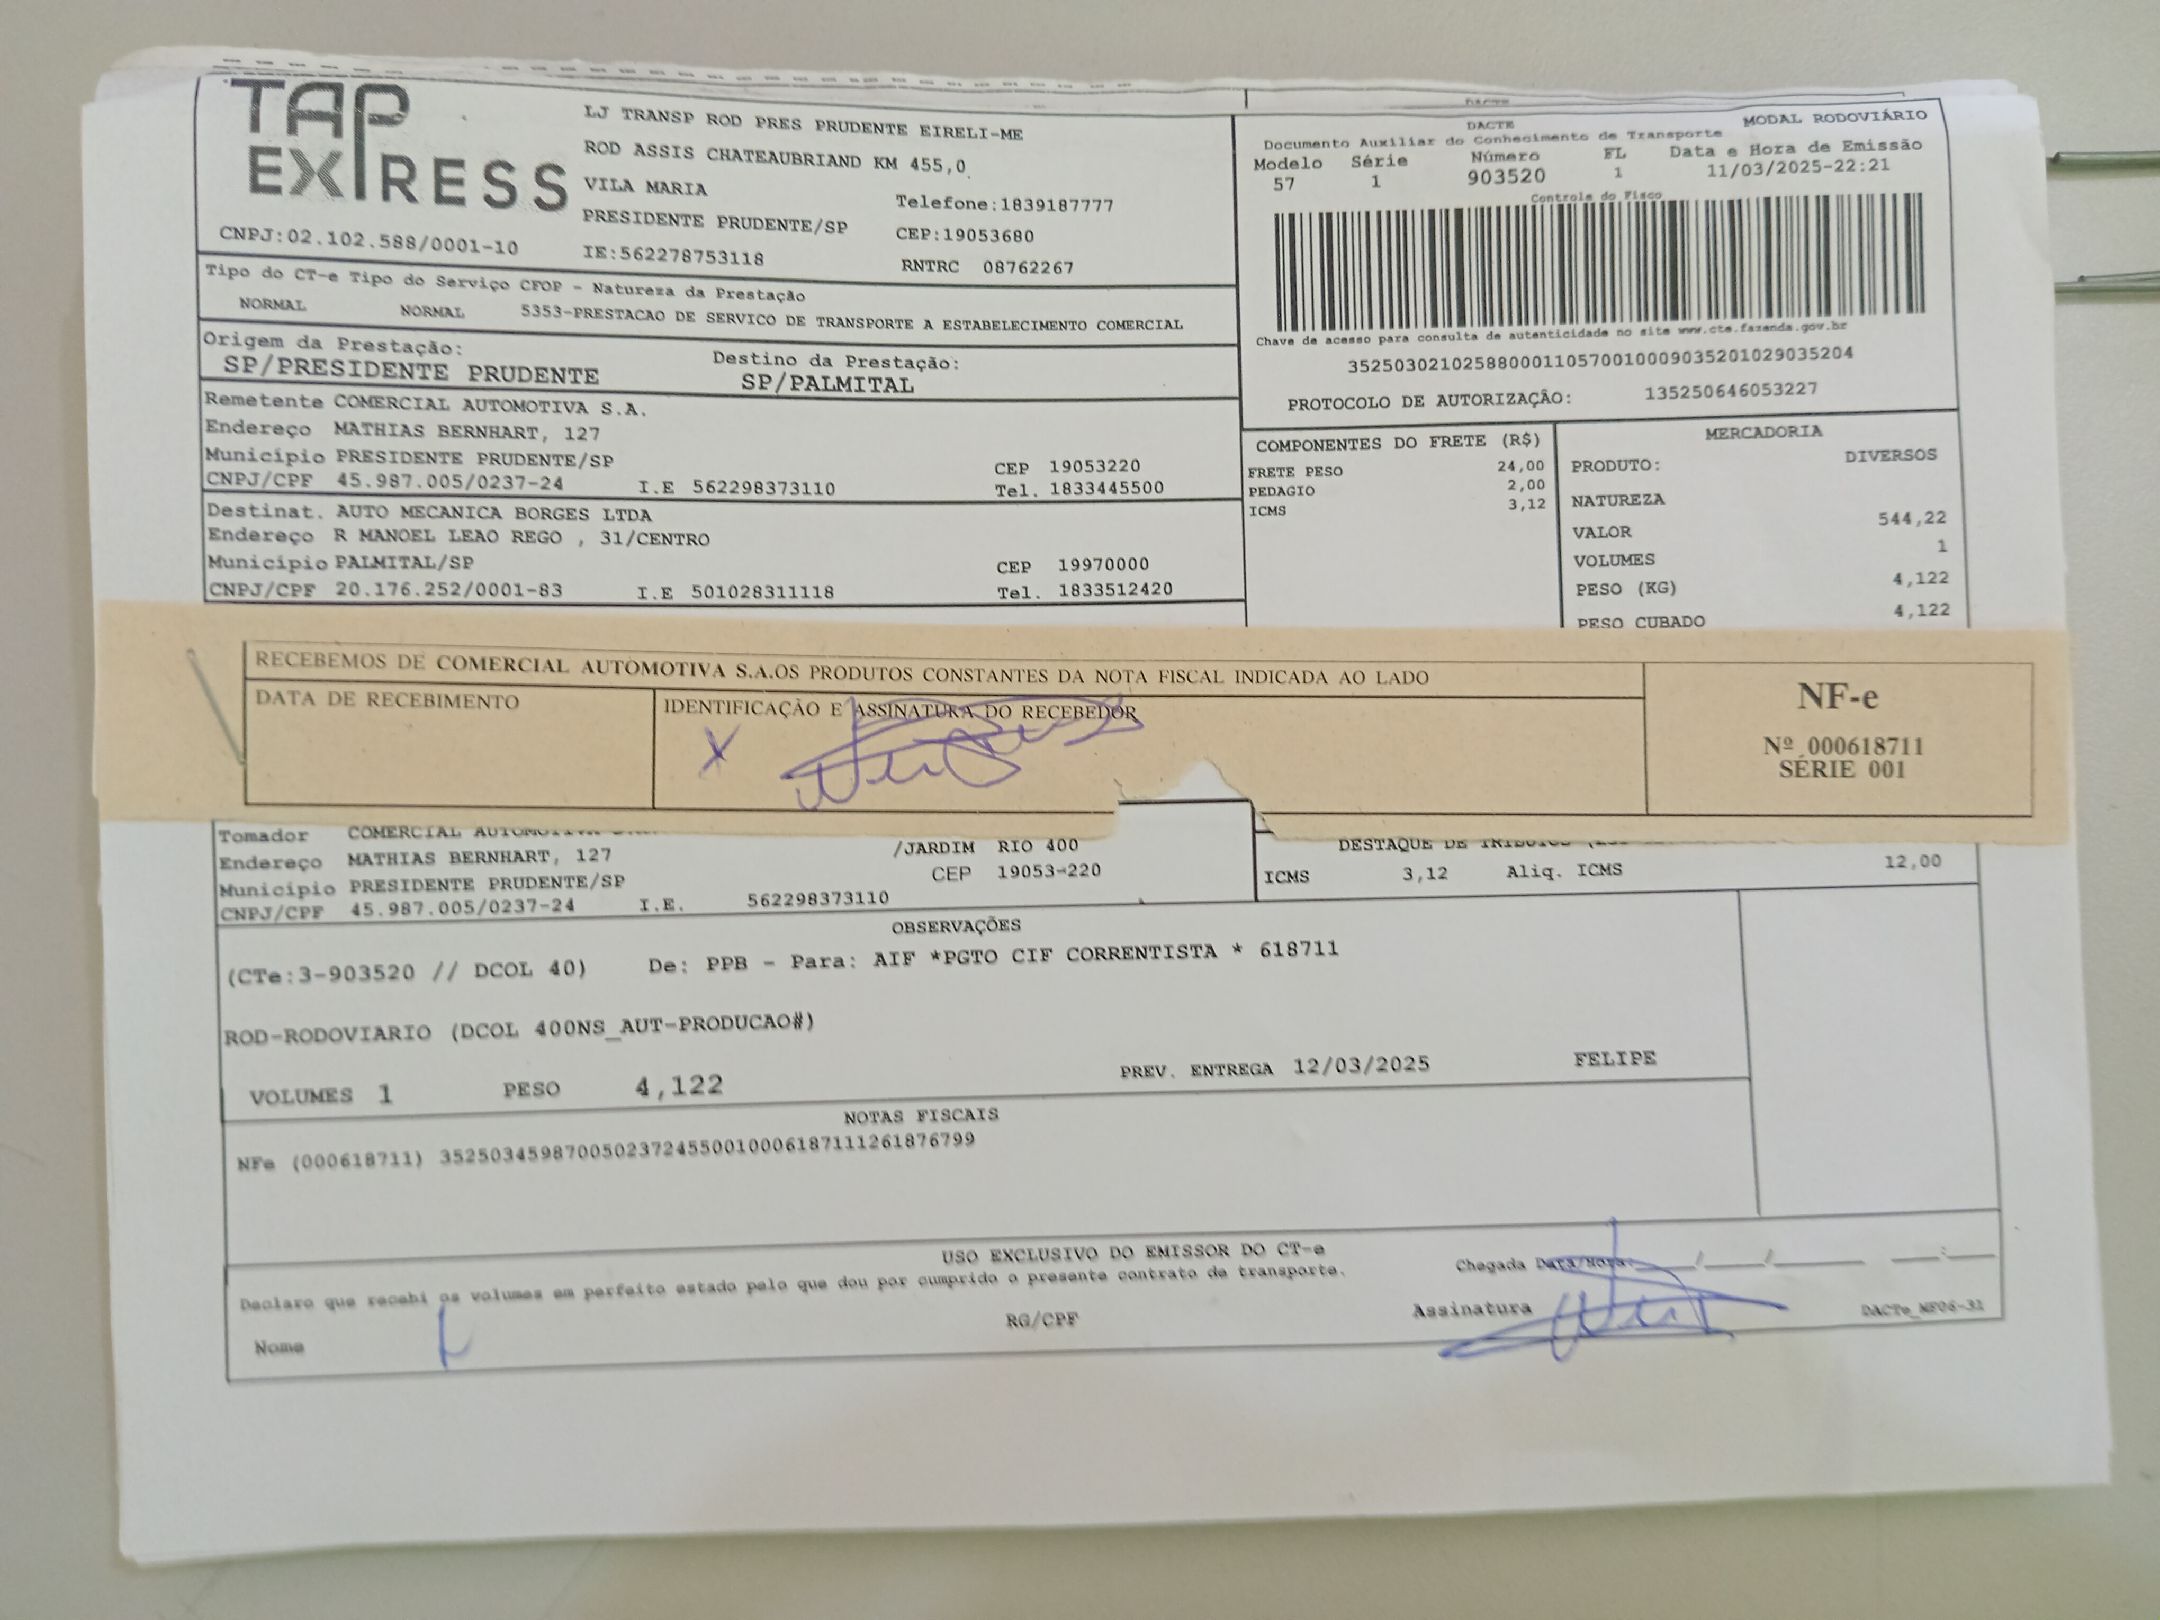 TAP
EXPRESS
LJ TRANSP ROD PRES PRUDENTE EIRELI-ME
ROD ASSIS CHATEAUBRIAND KM 455,0
VILA MARIA
Telefone:1839187777
PRESIDENTE PRUDENTE/SP
CEP:19053680
CNPJ:02.102.588/0001-10
IE:562278753118
RNTRC 08762267
DACTE
MODAL RODOVIÁRIO
Documento Auxiliar do Conhecimento de Transporte
Modelo Série Número FL Data e Hora de Emissão
57 1 903520 1 11/03/2025-22:21
Controle do Fisco
Chave de acesso para consulta de autenticidade no site www.cte.fazenda.gov.br
35250302102588000110570010009035201029035204
PROTOCOLO DE AUTORIZAÇÃO: 135250646053227
Tipo do CT-e Tipo do Serviço CFOP - Natureza da Prestação
NORMAL NORMAL 5353-PRESTACAO DE SERVICO DE TRANSPORTE A ESTABELECIMENTO COMERCIAL
Origem da Prestação: Destino da Prestação:
SP/PRESIDENTE PRUDENTE SP/PALMITAL
Remetente COMERCIAL AUTOMOTIVA S.A.
Endereço MATHIAS BERNHART, 127
Município PRESIDENTE PRUDENTE/SP CEP 19053220
CNPJ/CPF 45.987.005/0237-24 I.E 562298373110 Tel. 1833445500
Destinat. AUTO MECANICA BORGES LTDA
Endereço R MANOEL LEAO REGO , 31/CENTRO
Município PALMITAL/SP CEP 19970000
CNPJ/CPF 20.176.252/0001-83 I.E 501028311118 Tel. 1833512420
COMPONENTES DO FRETE (R$)
FRETE PESO 24,00
PEDAGIO 2,00
ICMS 3,12
MERCADORIA
PRODUTO: DIVERSOS
NATUREZA
VALOR 544,22
VOLUMES 1
PESO (KG) 4,122
PESO CUBADO 4,122
RECEBEMOS DE COMERCIAL AUTOMOTIVA S.A.OS PRODUTOS CONSTANTES DA NOTA FISCAL INDICADA AO LADO
DATA DE RECEBIMENTO
IDENTIFICAÇÃO E ASSINATURA DO RECEBEDOR
X
NF-e
Nº 000618711
SÉRIE 001
Tomador COMERCIAL AUTOMOTIVA
Endereço MATHIAS BERNHART, 127 /JARDIM RIO 400
Município PRESIDENTE PRUDENTE/SP CEP 19053-220
CNPJ/CPF 45.987.005/0237-24 I.E. 562298373110
DESTAQUE DE
ICMS 3,12 Aliq. ICMS 12,00
OBSERVAÇÕES
(CTe:3-903520 // DCOL 40) De: PPB - Para: AIF *PGTO CIF CORRENTISTA * 618711
ROD-RODOVIARIO (DCOL 400NS_AUT-PRODUCAO#)
VOLUMES 1 PESO 4,122 PREV. ENTREGA 12/03/2025 FELIPE
NOTAS FISCAIS
NFe (000618711) 35250345987005023724550010006187111261876799
USO EXCLUSIVO DO EMISSOR DO CT-e
Declaro que recebi os volumes em perfeito estado pelo que dou por cumprido o presente contrato de transporte.
Chegada Data/Hora: __/__/____ __:__
Nome RG/CPF Assinatura DACTe_MF06-31